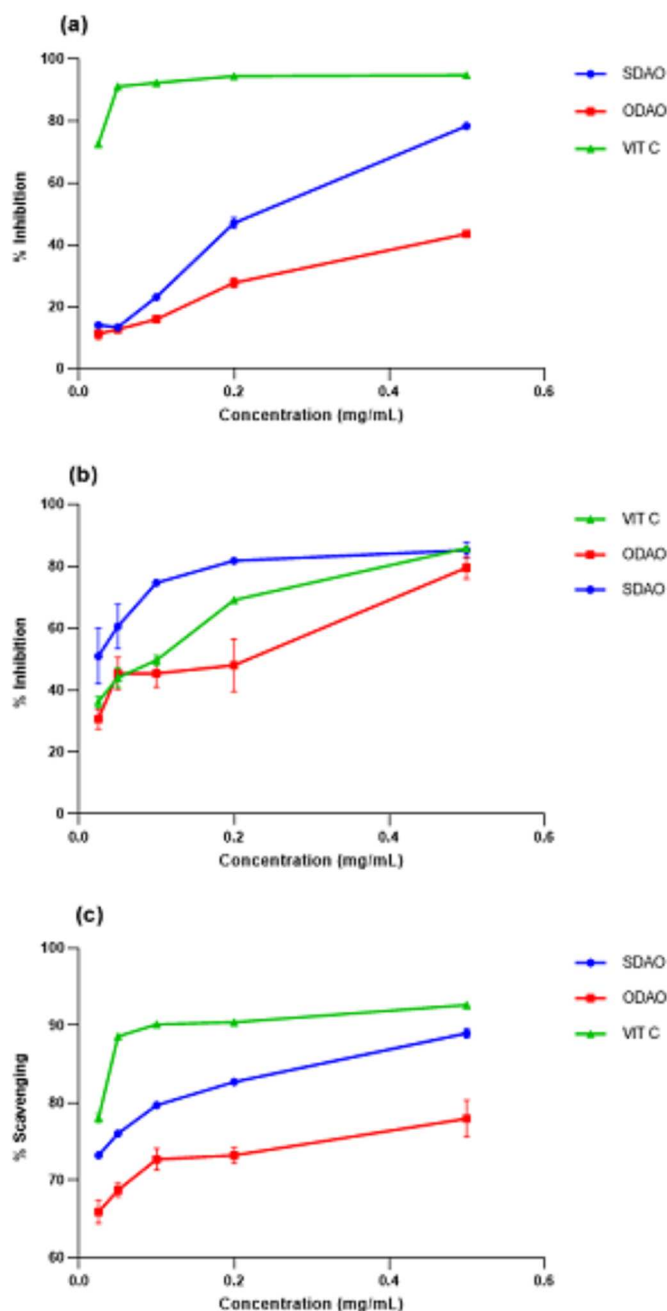 (a)
100
80
60
40
20
0
% Inhibition
0.0 0.2 0.4 0.6
Concentration (mg/mL)
SDAO
ODAO
VIT C
(b)
100
80
60
40
20
0
% Inhibition
0.0 0.2 0.4 0.6
Concentration (mg/mL)
VIT C
ODAO
SDAO
(c)
100
90
80
70
60
% Scavenging
0.0 0.2 0.4 0.6
Concentration (mg/mL)
SDAO
ODAO
VIT C